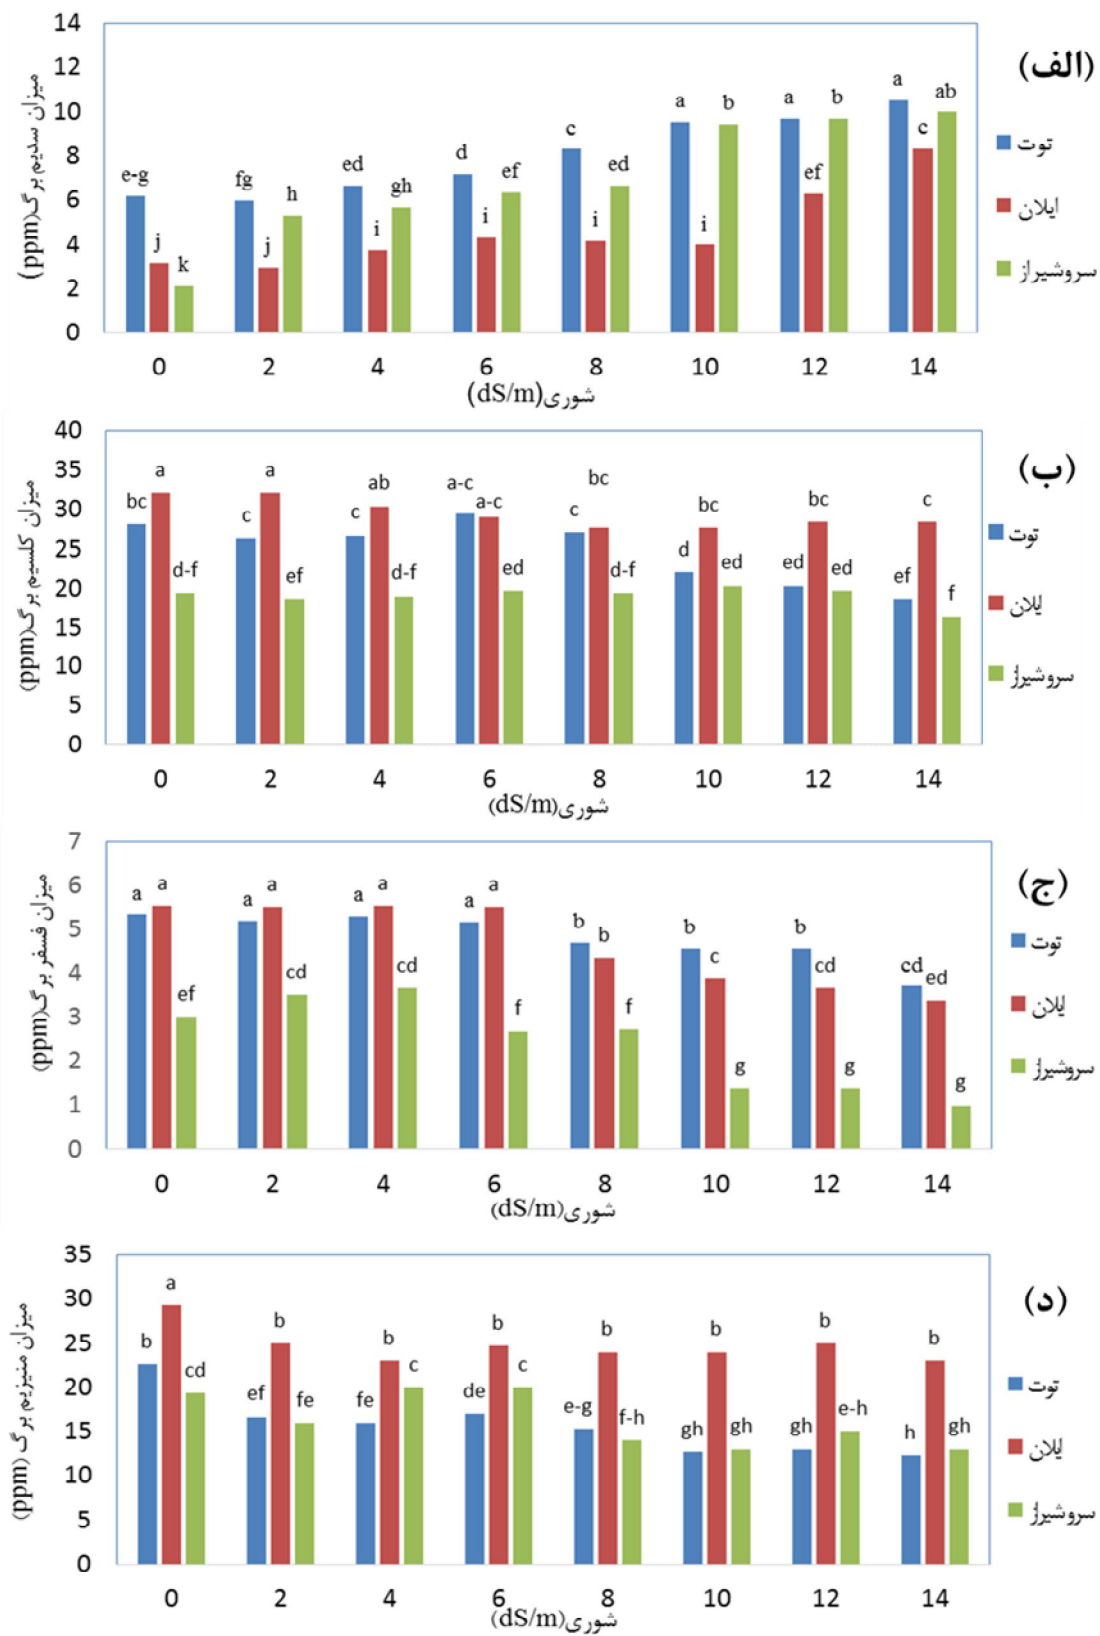 (الف)
میزان سدیم برگ(ppm)
14
12
10
8
6
4
2
0
e-g j k
fg j h
ed i gh
d i ef
c i ed
a i b
a ef b
a c ab
0 2 4 6 8 10 12 14
شوری(dS/m)
توت
ایلان
سروشیراز
(ب)
میزان کلسیم برگ(ppm)
40
35
30
25
20
15
10
5
0
bc a d-f
c a ef
c ab d-f
a-c a-c ed
c bc d-f
d bc ed
ed bc ed
ef c f
0 2 4 6 8 10 12 14
شوری(dS/m)
توت
ایلان
سروشیراز
(ج)
میزان فسفر برگ(ppm)
7
6
5
4
3
2
1
0
a a ef
a a cd
a a cd
a a f
b b f
b c g
b cd g
cd ed g
0 2 4 6 8 10 12 14
شوری(dS/m)
توت
ایلان
سروشیراز
(د)
میزان منیزیم برگ (ppm)
35
30
25
20
15
10
5
0
b a cd
ef b fe
fe b c
de b c
e-g b f-h
gh b gh
gh b e-h
h b gh
0 2 4 6 8 10 12 14
شوری(dS/m)
توت
ایلان
سروشیراز